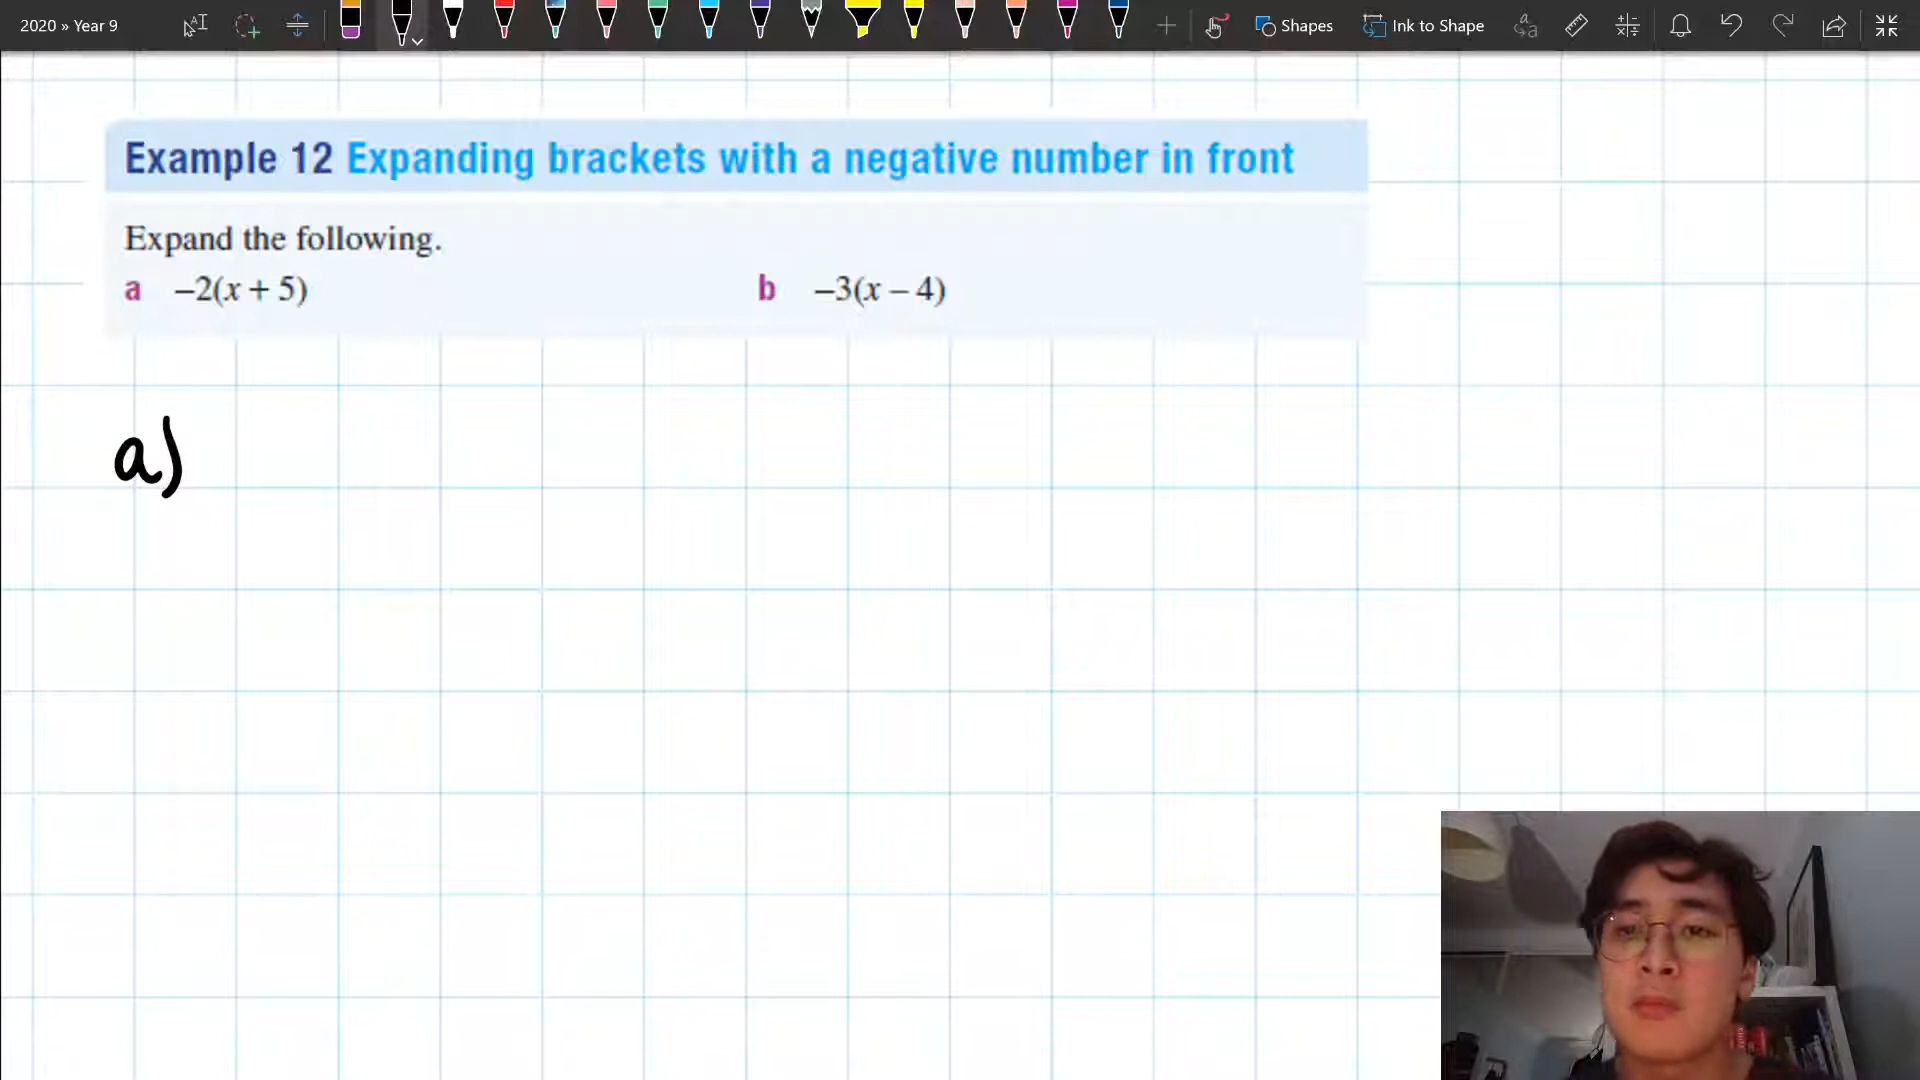 2020 » Year 9
Shapes
Ink to Shape
Example 12 Expanding brackets with a negative number in front
Expand the following.
a –2(x + 5)
b –3(x – 4)
a)